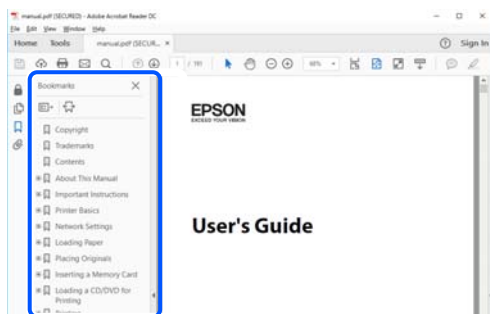 manual.pdf (SECURED) - Adobe Acrobat Reader DC
File Edit View Window Help
Home Tools manual.pdf (SECUR... × Sign In
1 / 191
Bookmarks
EPSON
EXCEED YOUR VISION
Copyright
Trademarks
Contents
About This Manual
Important Instructions
Printer Basics
Network Settings
User's Guide
Loading Paper
Placing Originals
Inserting a Memory Card
Loading a CD/DVD for
Printing